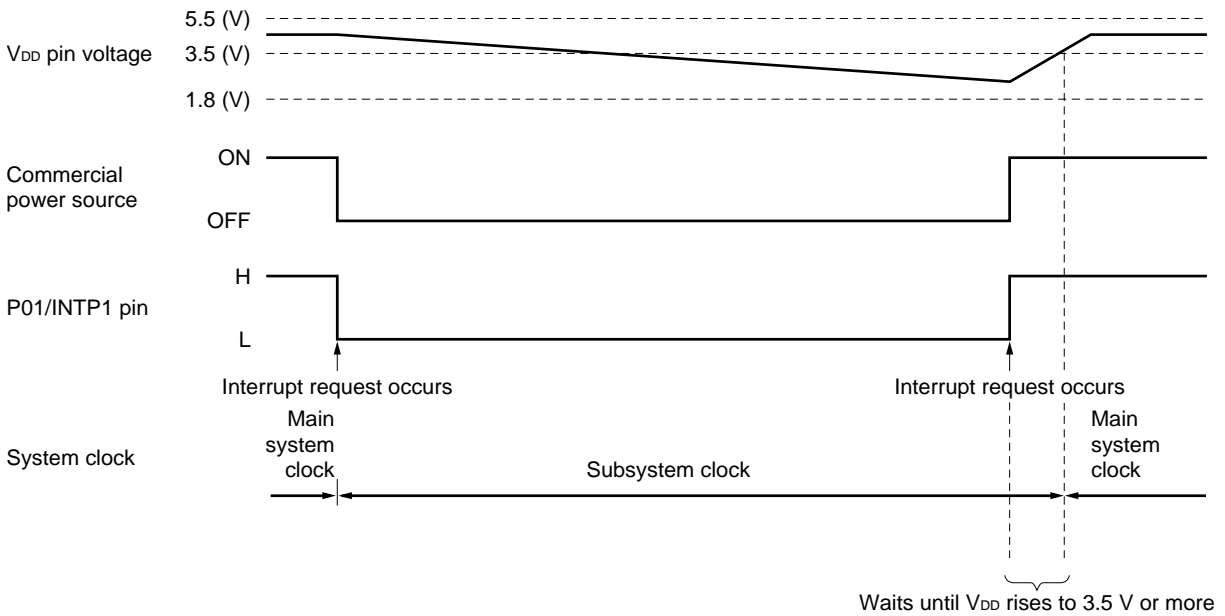 5.5 (V)
VDD pin voltage
3.5 (V)
1.8 (V)
Commercial
power source
ON
OFF
P01/INTP1 pin
H
L
Interrupt request occurs
Interrupt request occurs
System clock
Main
system
clock
Subsystem clock
Main
system
clock
Waits until VDD rises to 3.5 V or more